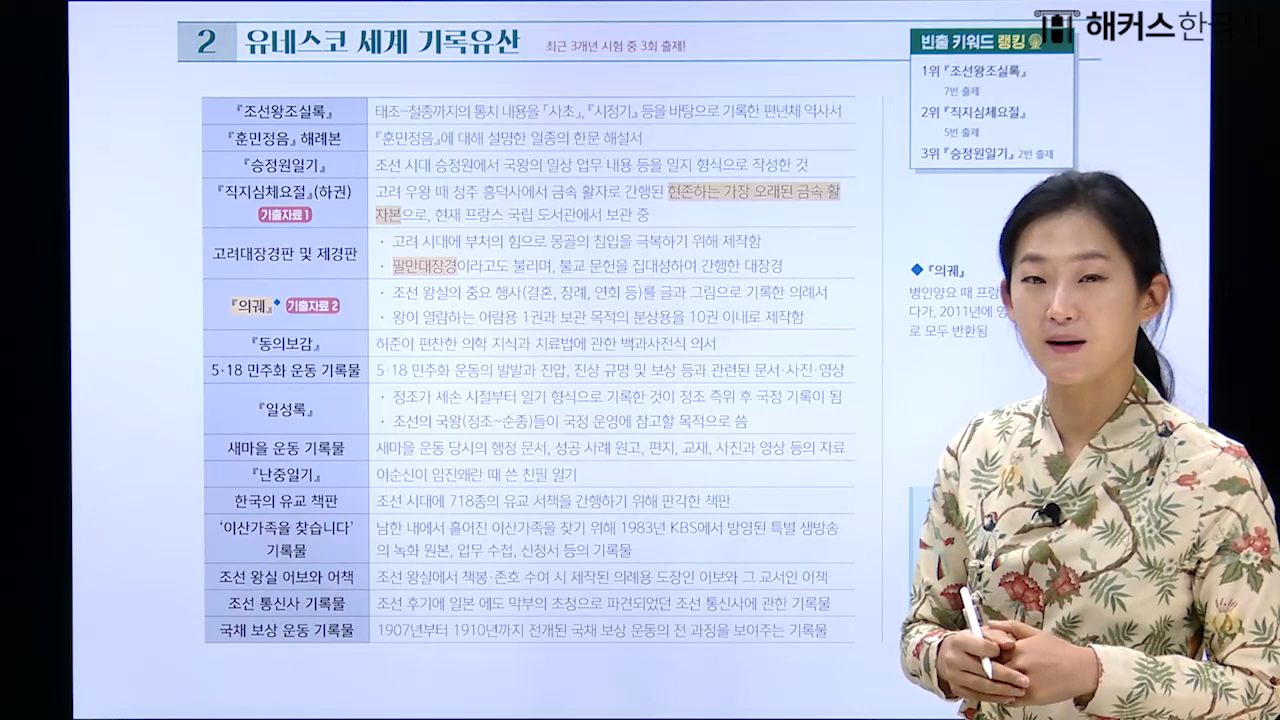 해커스한국사
2 유네스코 세계 기록유산 최근 3개년 시험 중 3회 출제!
빈출 키워드 랭킹
1위 『조선왕조실록』
7번 출제
2위 『직지심체요절』
5번 출제
3위 『승정원일기』 2번 출제
『조선왕조실록』 태조~철종까지의 통치 내용을 「사초」, 『시정기』 등을 바탕으로 기록한 편년체 역사서
『훈민정음』 해례본 『훈민정음』에 대해 설명한 일종의 한문 해설서
『승정원일기』 조선 시대 승정원에서 국왕의 일상 업무 내용 등을 일지 형식으로 작성한 것
『직지심체요절』(하권) 고려 우왕 때 청주 흥덕사에서 금속 활자로 간행된 현존하는 가장 오래된 금속 활
기출자료 1 자본으로, 현재 프랑스 국립 도서관에서 보관 중
고려대장경판 및 제경판 · 고려 시대에 부처의 힘으로 몽골의 침입을 극복하기 위해 제작함
· 팔만대장경이라고도 불리며, 불교 문헌을 집대성하여 간행한 대장경
『의궤』 기출자료 2 · 조선 왕실의 중요 행사(결혼, 장례, 연회 등)를 글과 그림으로 기록한 의례서
· 왕이 열람하는 어람용 1권과 보관 목적의 분상용을 10권 이내로 제작함
『동의보감』 허준이 편찬한 의학 지식과 치료법에 관한 백과사전식 의서
5·18 민주화 운동 기록물 5·18 민주화 운동의 발발과 진압, 진상 규명 및 보상 등과 관련된 문서·사진·영상
『일성록』 · 정조가 세손 시절부터 일기 형식으로 기록한 것이 정조 즉위 후 국정 기록이 됨
· 조선의 국왕(정조~순종)들이 국정 운영에 참고할 목적으로 씀
새마을 운동 기록물 새마을 운동 당시의 행정 문서, 성공 사례 원고, 편지, 교재, 사진과 영상 등의 자료
『난중일기』 이순신이 임진왜란 때 쓴 친필 일기
한국의 유교 책판 조선 시대에 718종의 유교 서책을 간행하기 위해 판각한 책판
'이산가족을 찾습니다' 기록물 남한 내에서 흩어진 이산가족을 찾기 위해 1983년 KBS에서 방영된 특별 생방송
의 녹화 원본, 업무 수첩, 신청서 등의 기록물
조선 왕실 어보와 어책 조선 왕실에서 책봉·존호 수여 시 제작된 의례용 도장인 어보와 그 교서인 어책
조선 통신사 기록물 조선 후기에 일본 에도 막부의 초청으로 파견되었던 조선 통신사에 관한 기록물
국채 보상 운동 기록물 1907년부터 1910년까지 전개된 국채 보상 운동의 전 과정을 보여주는 기록물
◆『의궤』
병인양요 때
다가, 2011년에
로 모두 반환됨